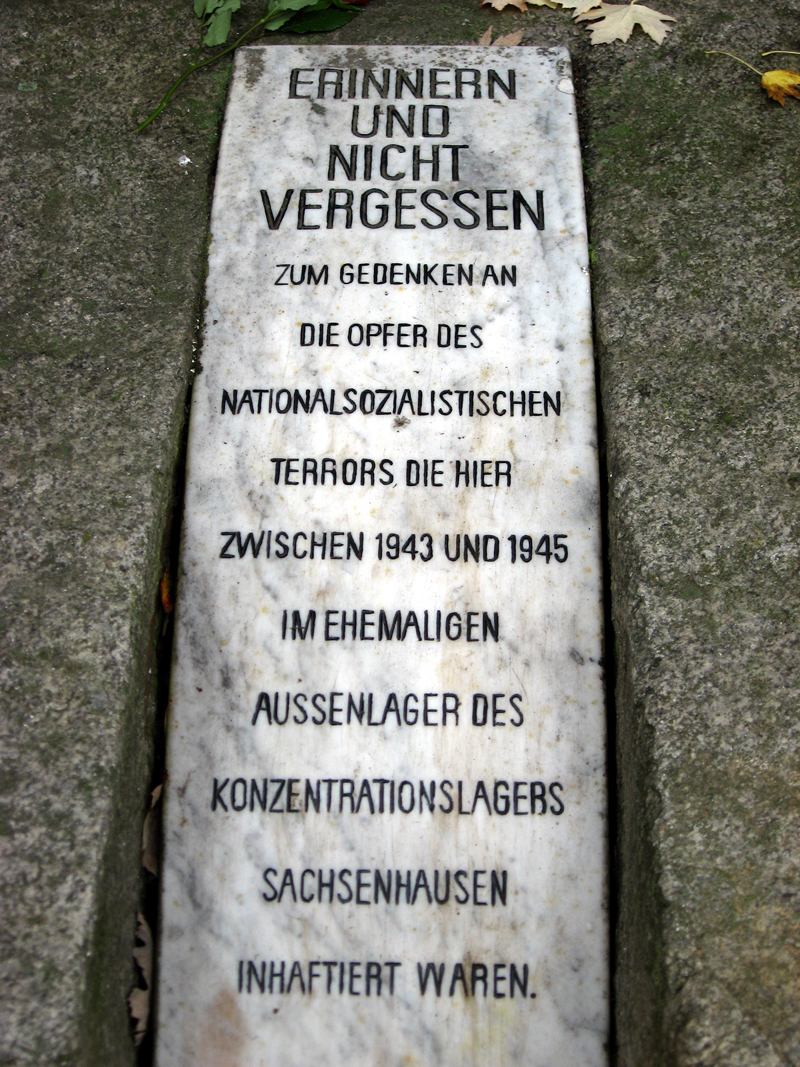 ERINNERN
UND
NICHT
VERGESSEN
ZUM GEDENKEN AN
DIE OPFER DES
NATIONALSOZIALISTISCHEN
TERRORS, DIE HIER
ZWISCHEN 1943 UND 1945
IM EHEMALIGEN
AUSSENLAGER DES
KONZENTRATIONSLAGERS
SACHSENHAUSEN
INHAFTIERT WAREN.